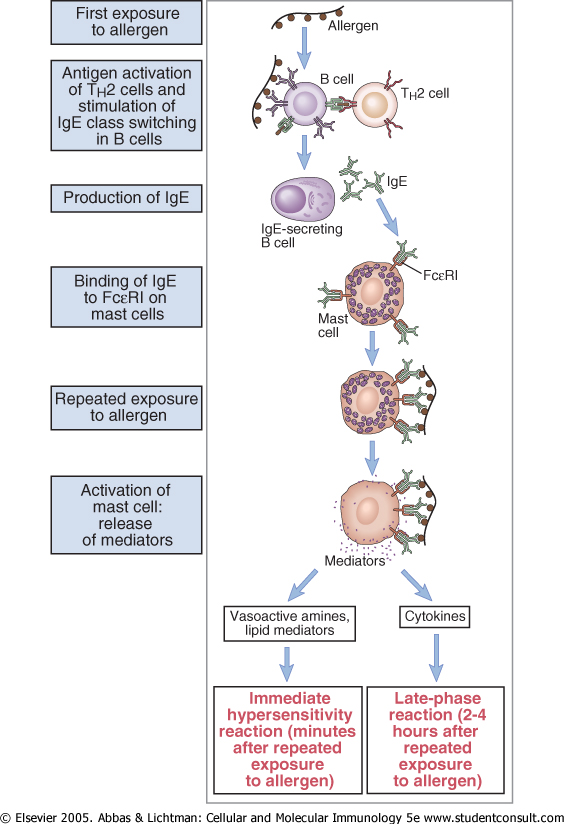 First exposure
to allergen
Allergen
Antigen activation
of TH2 cells and
stimulation of
IgE class switching
in B cells
B cell
TH2 cell
Production of IgE
IgE
IgE-secreting
B cell
Binding of IgE
to FcεRI on
mast cells
FcεRI
Mast
cell
Repeated exposure
to allergen
Activation of
mast cell:
release
of mediators
Mediators
Vasoactive amines,
lipid mediators
Cytokines
Immediate
hypersensitivity
reaction (minutes
after repeated
exposure
to allergen)
Late-phase
reaction (2-4
hours after
repeated
exposure
to allergen)
© Elsevier 2005. Abbas & Lichtman: Cellular and Molecular Immunology 5e www.studentconsult.com